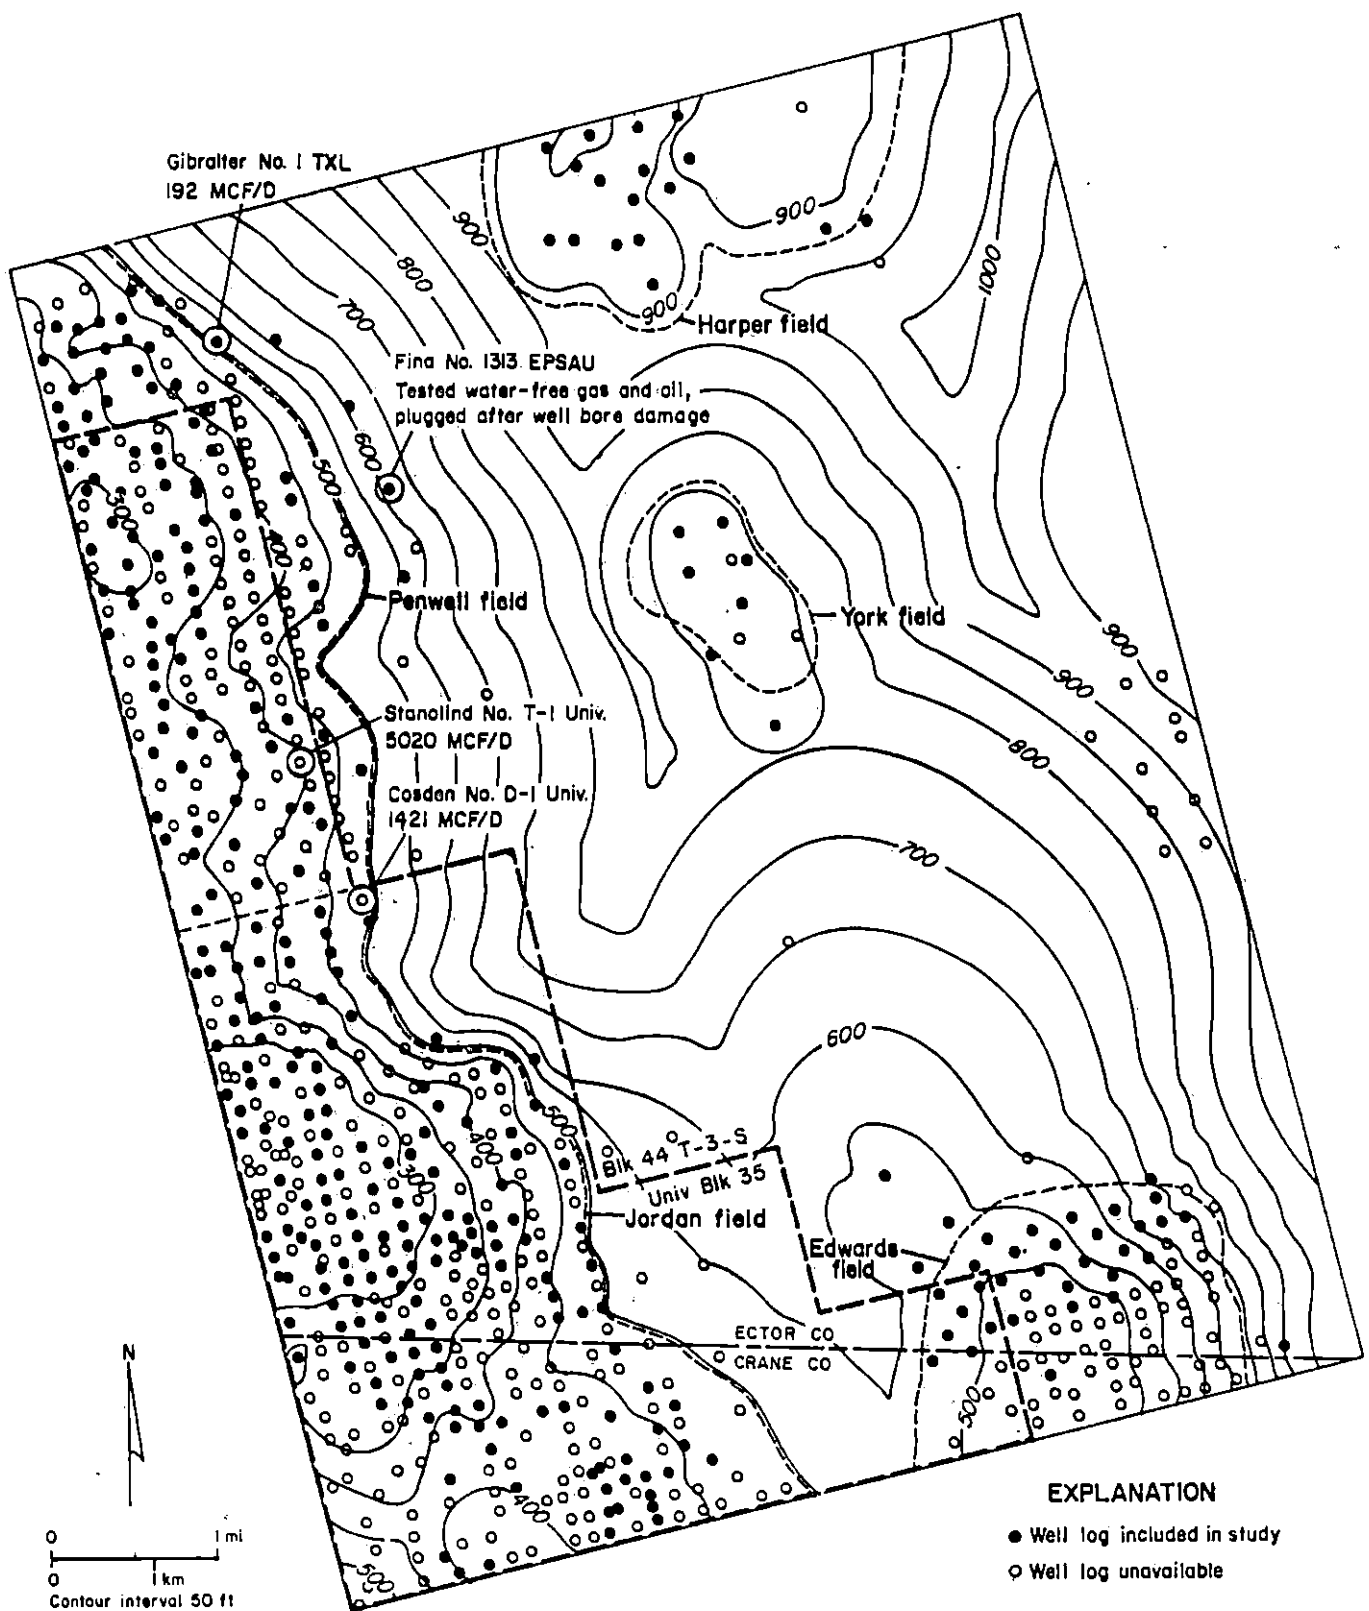 Gibralter No. 1 TXL
192 MCF/D
900
900
800
1000
700
900
Harper field
Fina No. 1313 EPSAU
Tested water-free gas and oil,
plugged after well bore damage
600
500
300
400
Penwell field
York field
900
900
Stanolind No. T-1 Univ.
5020 MCF/D
800
Cosden No. D-1 Univ.
1421 MCF/D
700
600
500
400
300
Blk 44 T-3-S
Univ Blk 35
Jordan field
Edwards
field
ECTOR CO
CRANE CO
N
500
400
500
EXPLANATION
Well log included in study
Well log unavailable
0 1 mi
0 1 km
Contour interval 50 ft